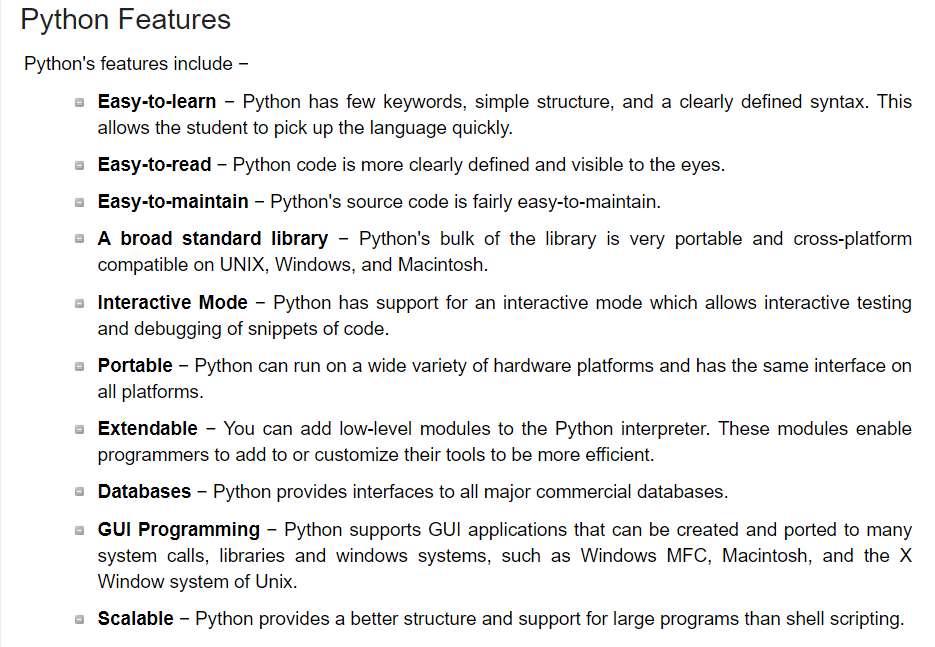 Python Features
Python's features include −
Easy-to-learn − Python has few keywords, simple structure, and a clearly defined syntax. This
allows the student to pick up the language quickly.
Easy-to-read − Python code is more clearly defined and visible to the eyes.
Easy-to-maintain − Python's source code is fairly easy-to-maintain.
A broad standard library − Python's bulk of the library is very portable and cross-platform
compatible on UNIX, Windows, and Macintosh.
Interactive Mode − Python has support for an interactive mode which allows interactive testing
and debugging of snippets of code.
Portable − Python can run on a wide variety of hardware platforms and has the same interface on
all platforms.
Extendable − You can add low-level modules to the Python interpreter. These modules enable
programmers to add to or customize their tools to be more efficient.
Databases − Python provides interfaces to all major commercial databases.
GUI Programming − Python supports GUI applications that can be created and ported to many
system calls, libraries and windows systems, such as Windows MFC, Macintosh, and the X
Window system of Unix.
Scalable − Python provides a better structure and support for large programs than shell scripting.